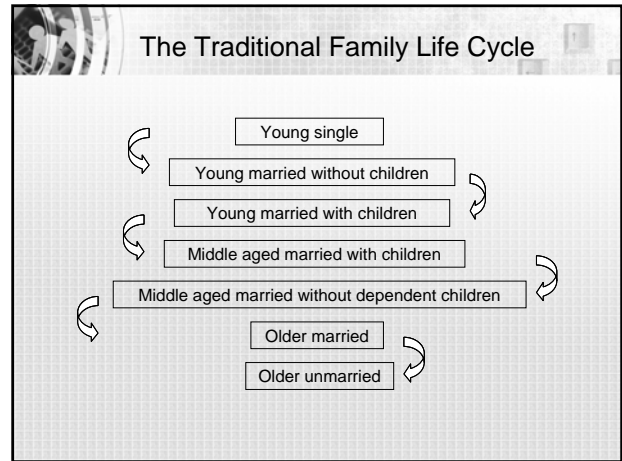 The Traditional Family Life Cycle
Young single
Young married without children
Young married with children
Middle aged married with children
Middle aged married without dependent children
Older married
Older unmarried